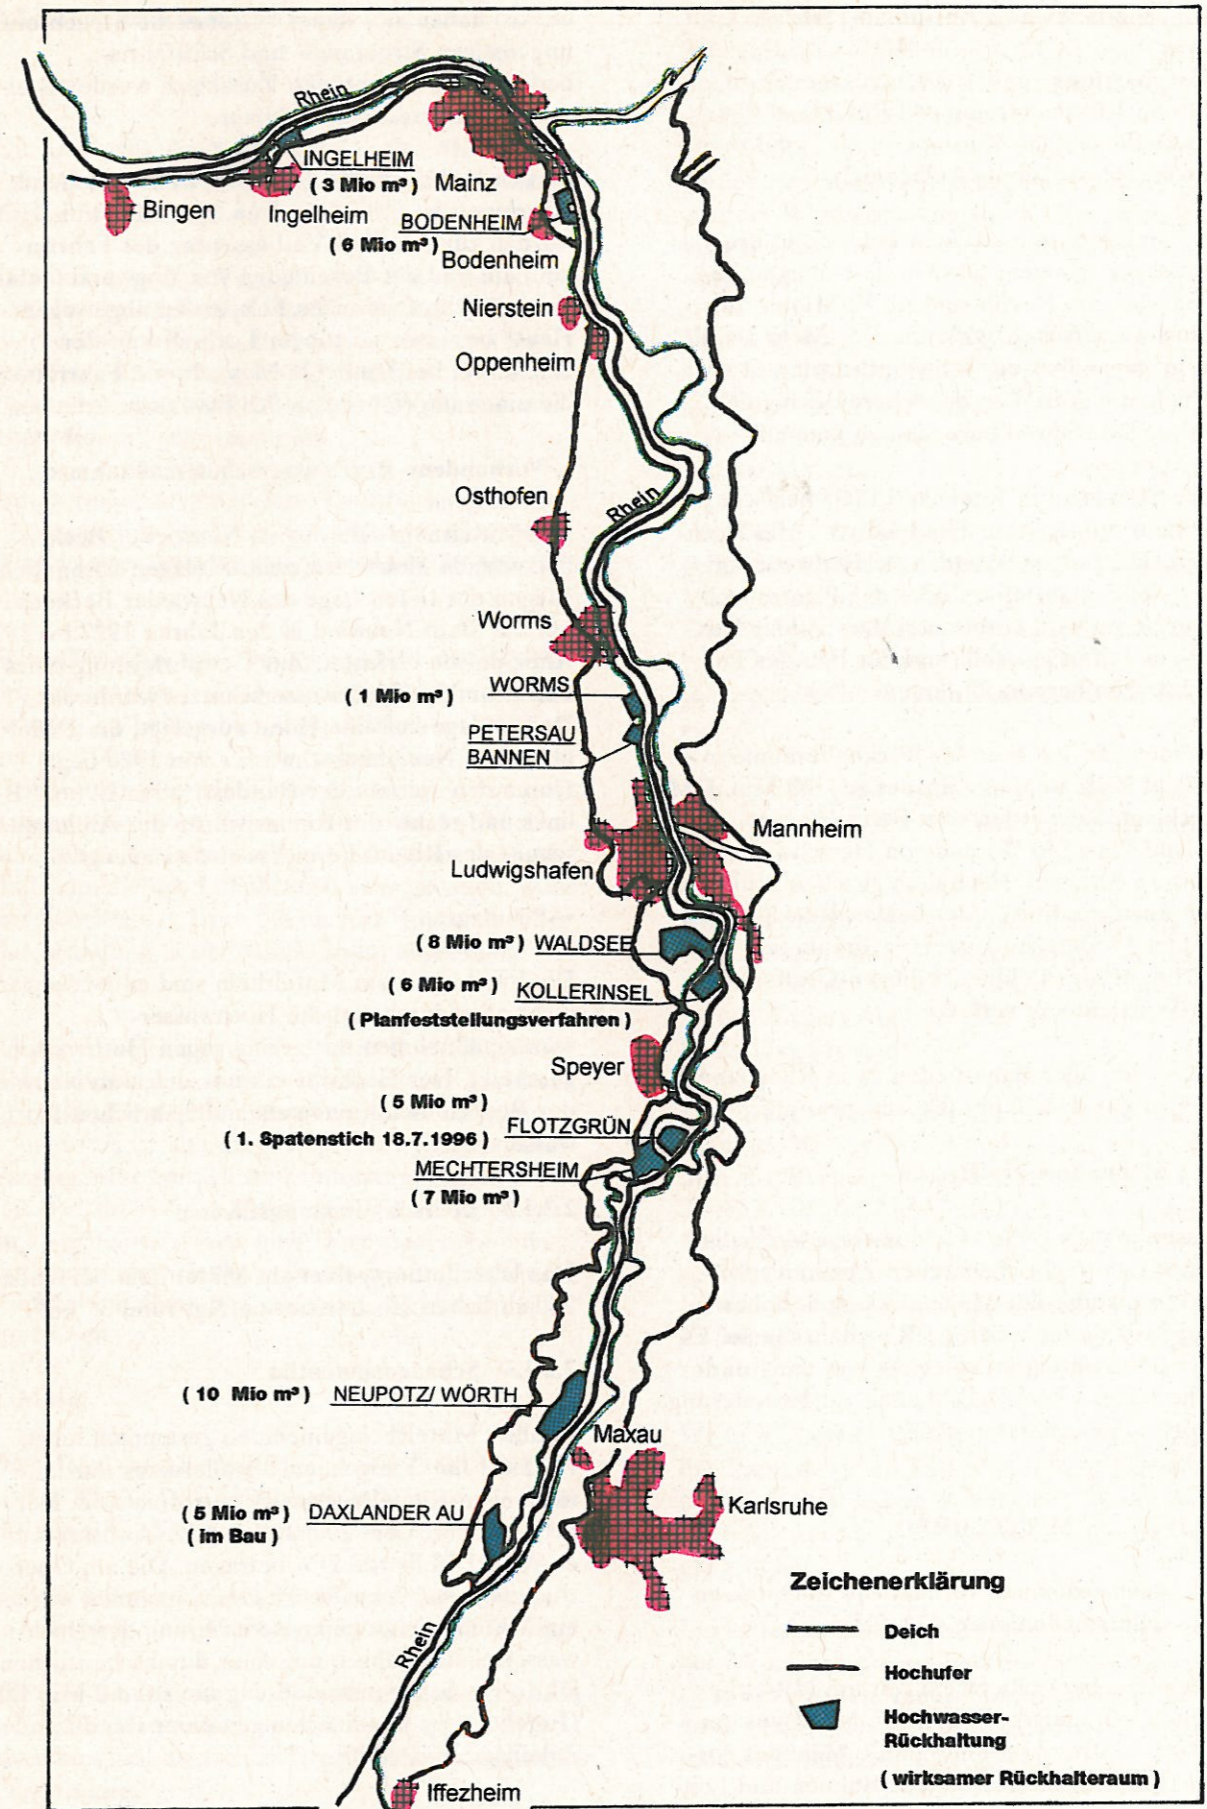 Rhein
INGELHEIM
( 3 Mio m³ )
Mainz
Bingen
Ingelheim
BODENHEIM
( 6 Mio m³ )
Bodenheim
Nierstein
Oppenheim
Osthofen
Rhein
Worms
WORMS
( 1 Mio m³ )
PETERSAU
BANNEN
Mannheim
Ludwigshafen
( 8 Mio m³ ) WALDSEE
( 6 Mio m³ ) KOLLERINSEL
( Planfeststellungsverfahren )
Speyer
( 5 Mio m³ )
( 1. Spatenstich 18.7.1996 ) FLOTZGRÜN
MECHTERSHEIM
( 7 Mio m³ )
( 10 Mio m³ ) NEUPOTZ/ WÖRTH
Maxau
Karlsruhe
( 5 Mio m³ ) DAXLANDER AU
( im Bau )
Rhein
Iffezheim
Zeichenerklärung
Deich
Hochufer
Hochwasser-
Rückhaltung
( wirksamer Rückhalteraum )